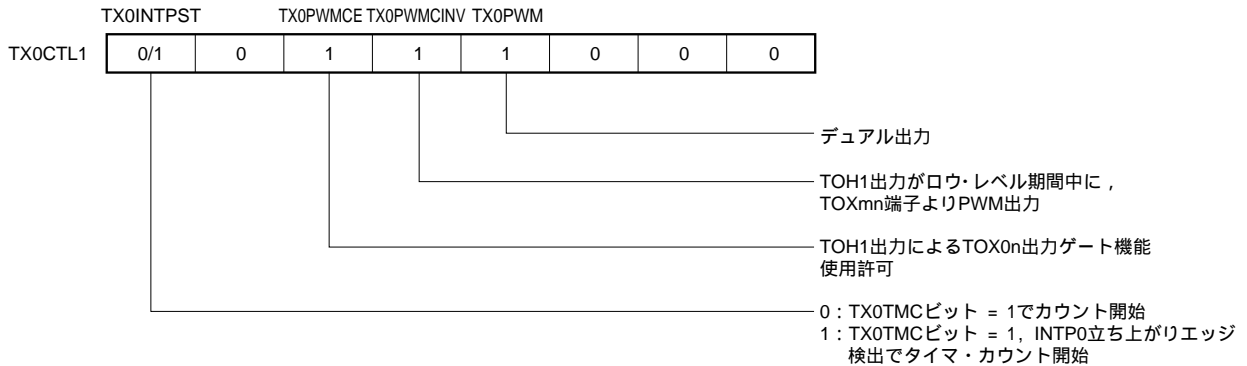 TX0INTPST TX0PWMCE TX0PWMCINV TX0PWM
TX0CTL1 0/1 0 1 1 1 0 0 0
デュアル出力
TOH1出力がロウ・レベル期間中に，
TOXmn端子よりPWM出力
TOH1出力によるTOX0n出力ゲート機能
使用許可
0：TX0TMCビット = 1でカウント開始
1：TX0TMCビット = 1，INTP0立ち上がりエッジ
検出でタイマ・カウント開始